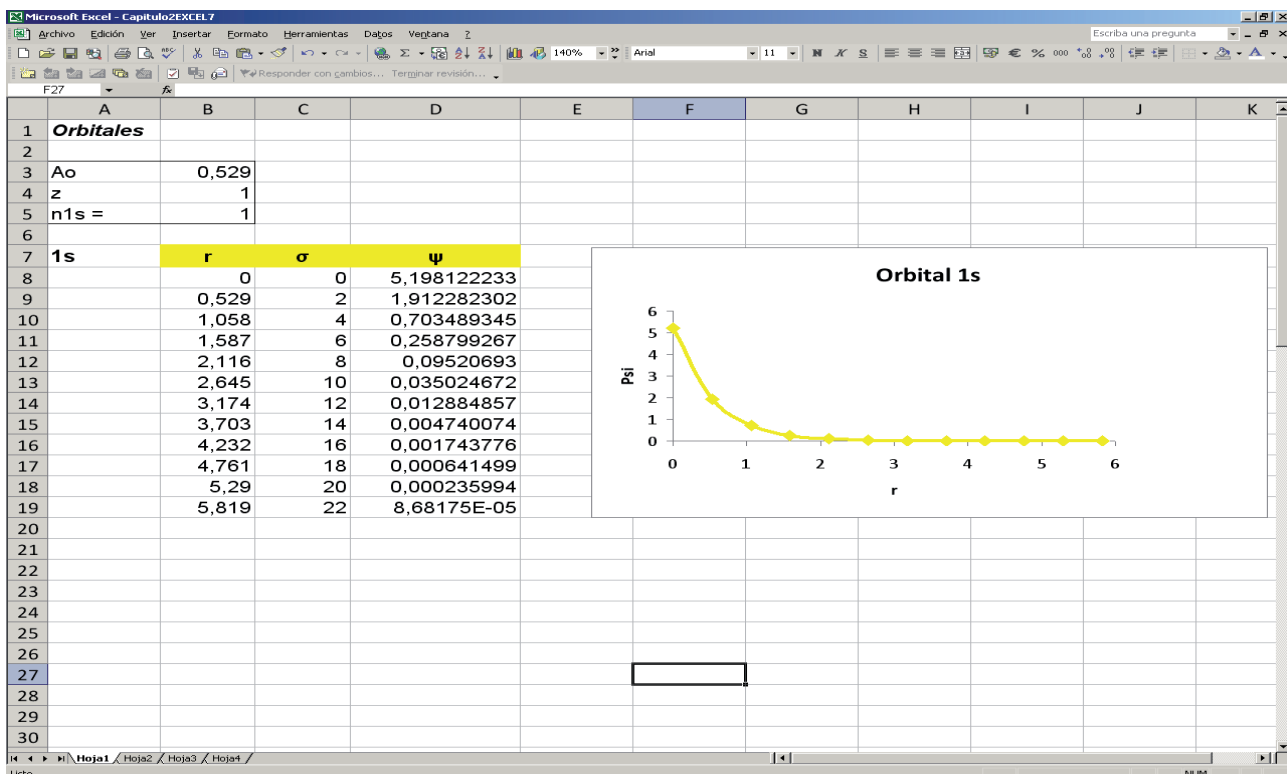 Microsoft Excel - Capitulo2EXCEL7
Archivo Edición Ver Insertar Formato Herramientas Datos Ventana ? Escriba una pregunta
140% Arial 11 N K S € % 000
Responder con cambios... Terminar revisión...
F27 fx
A B C D E F G H I J K
1 Orbitales
2
3 Ao 0,529
4 z 1
5 n1s = 1
6
7 1s r σ ψ
8 0 0 5,198122233
9 0,529 2 1,912282302
10 1,058 4 0,703489345
11 1,587 6 0,258799267
12 2,116 8 0,09520693
13 2,645 10 0,035024672
14 3,174 12 0,012884857
15 3,703 14 0,004740074
16 4,232 16 0,001743776
17 4,761 18 0,000641499
18 5,29 20 0,000235994
19 5,819 22 8,68175E-05
20
21
22
23
24
25
26
27
28
29
30
Orbital 1s
6
5
4
3
2
1
0
Psi
0 1 2 3 4 5 6
r
Hoja1 Hoja2 Hoja3 Hoja4
Listo NUM